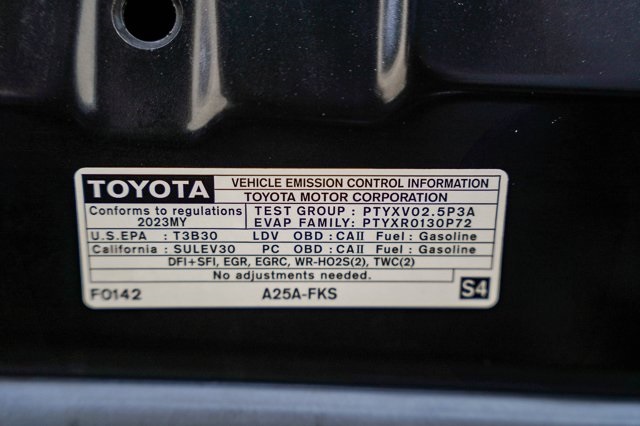 TOYOTA VEHICLE EMISSION CONTROL INFORMATION
TOYOTA MOTOR CORPORATION
Conforms to regulations TEST GROUP : PTYXV02.5P3A
2023MY EVAP FAMILY: PTYXR0130P72
U.S.EPA : T3B30 LDV OBD : CAII Fuel : Gasoline
California : SULEV30 PC OBD : CAII Fuel : Gasoline
DFI+SFI, EGR, EGRC, WR-HO2S(2), TWC(2)
No adjustments needed.
F0142 A25A-FKS S4